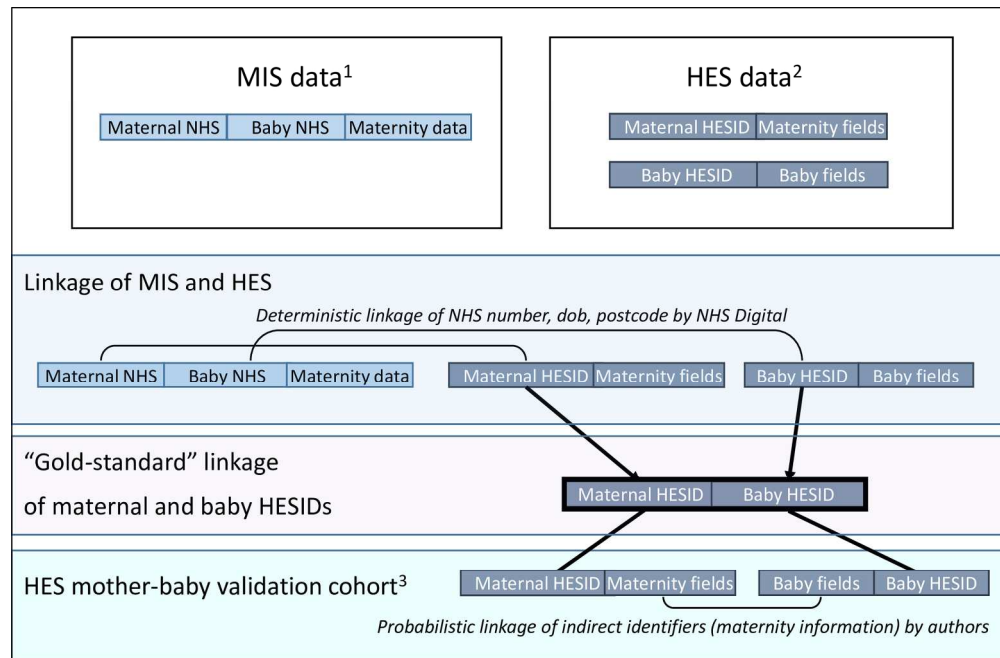 MIS data¹
Maternal NHS Baby NHS Maternity data
HES data²
Maternal HESID Maternity fields
Baby HESID Baby fields
Linkage of MIS and HES
Deterministic linkage of NHS number, dob, postcode by NHS Digital
Maternal NHS Baby NHS Maternity data Maternal HESID Maternity fields Baby HESID Baby fields
“Gold-standard” linkage
of maternal and baby HESIDs
Maternal HESID Baby HESID
HES mother-baby validation cohort³
Maternal HESID Maternity fields Baby fields Baby HESID
Probabilistic linkage of indirect identifiers (maternity information) by authors